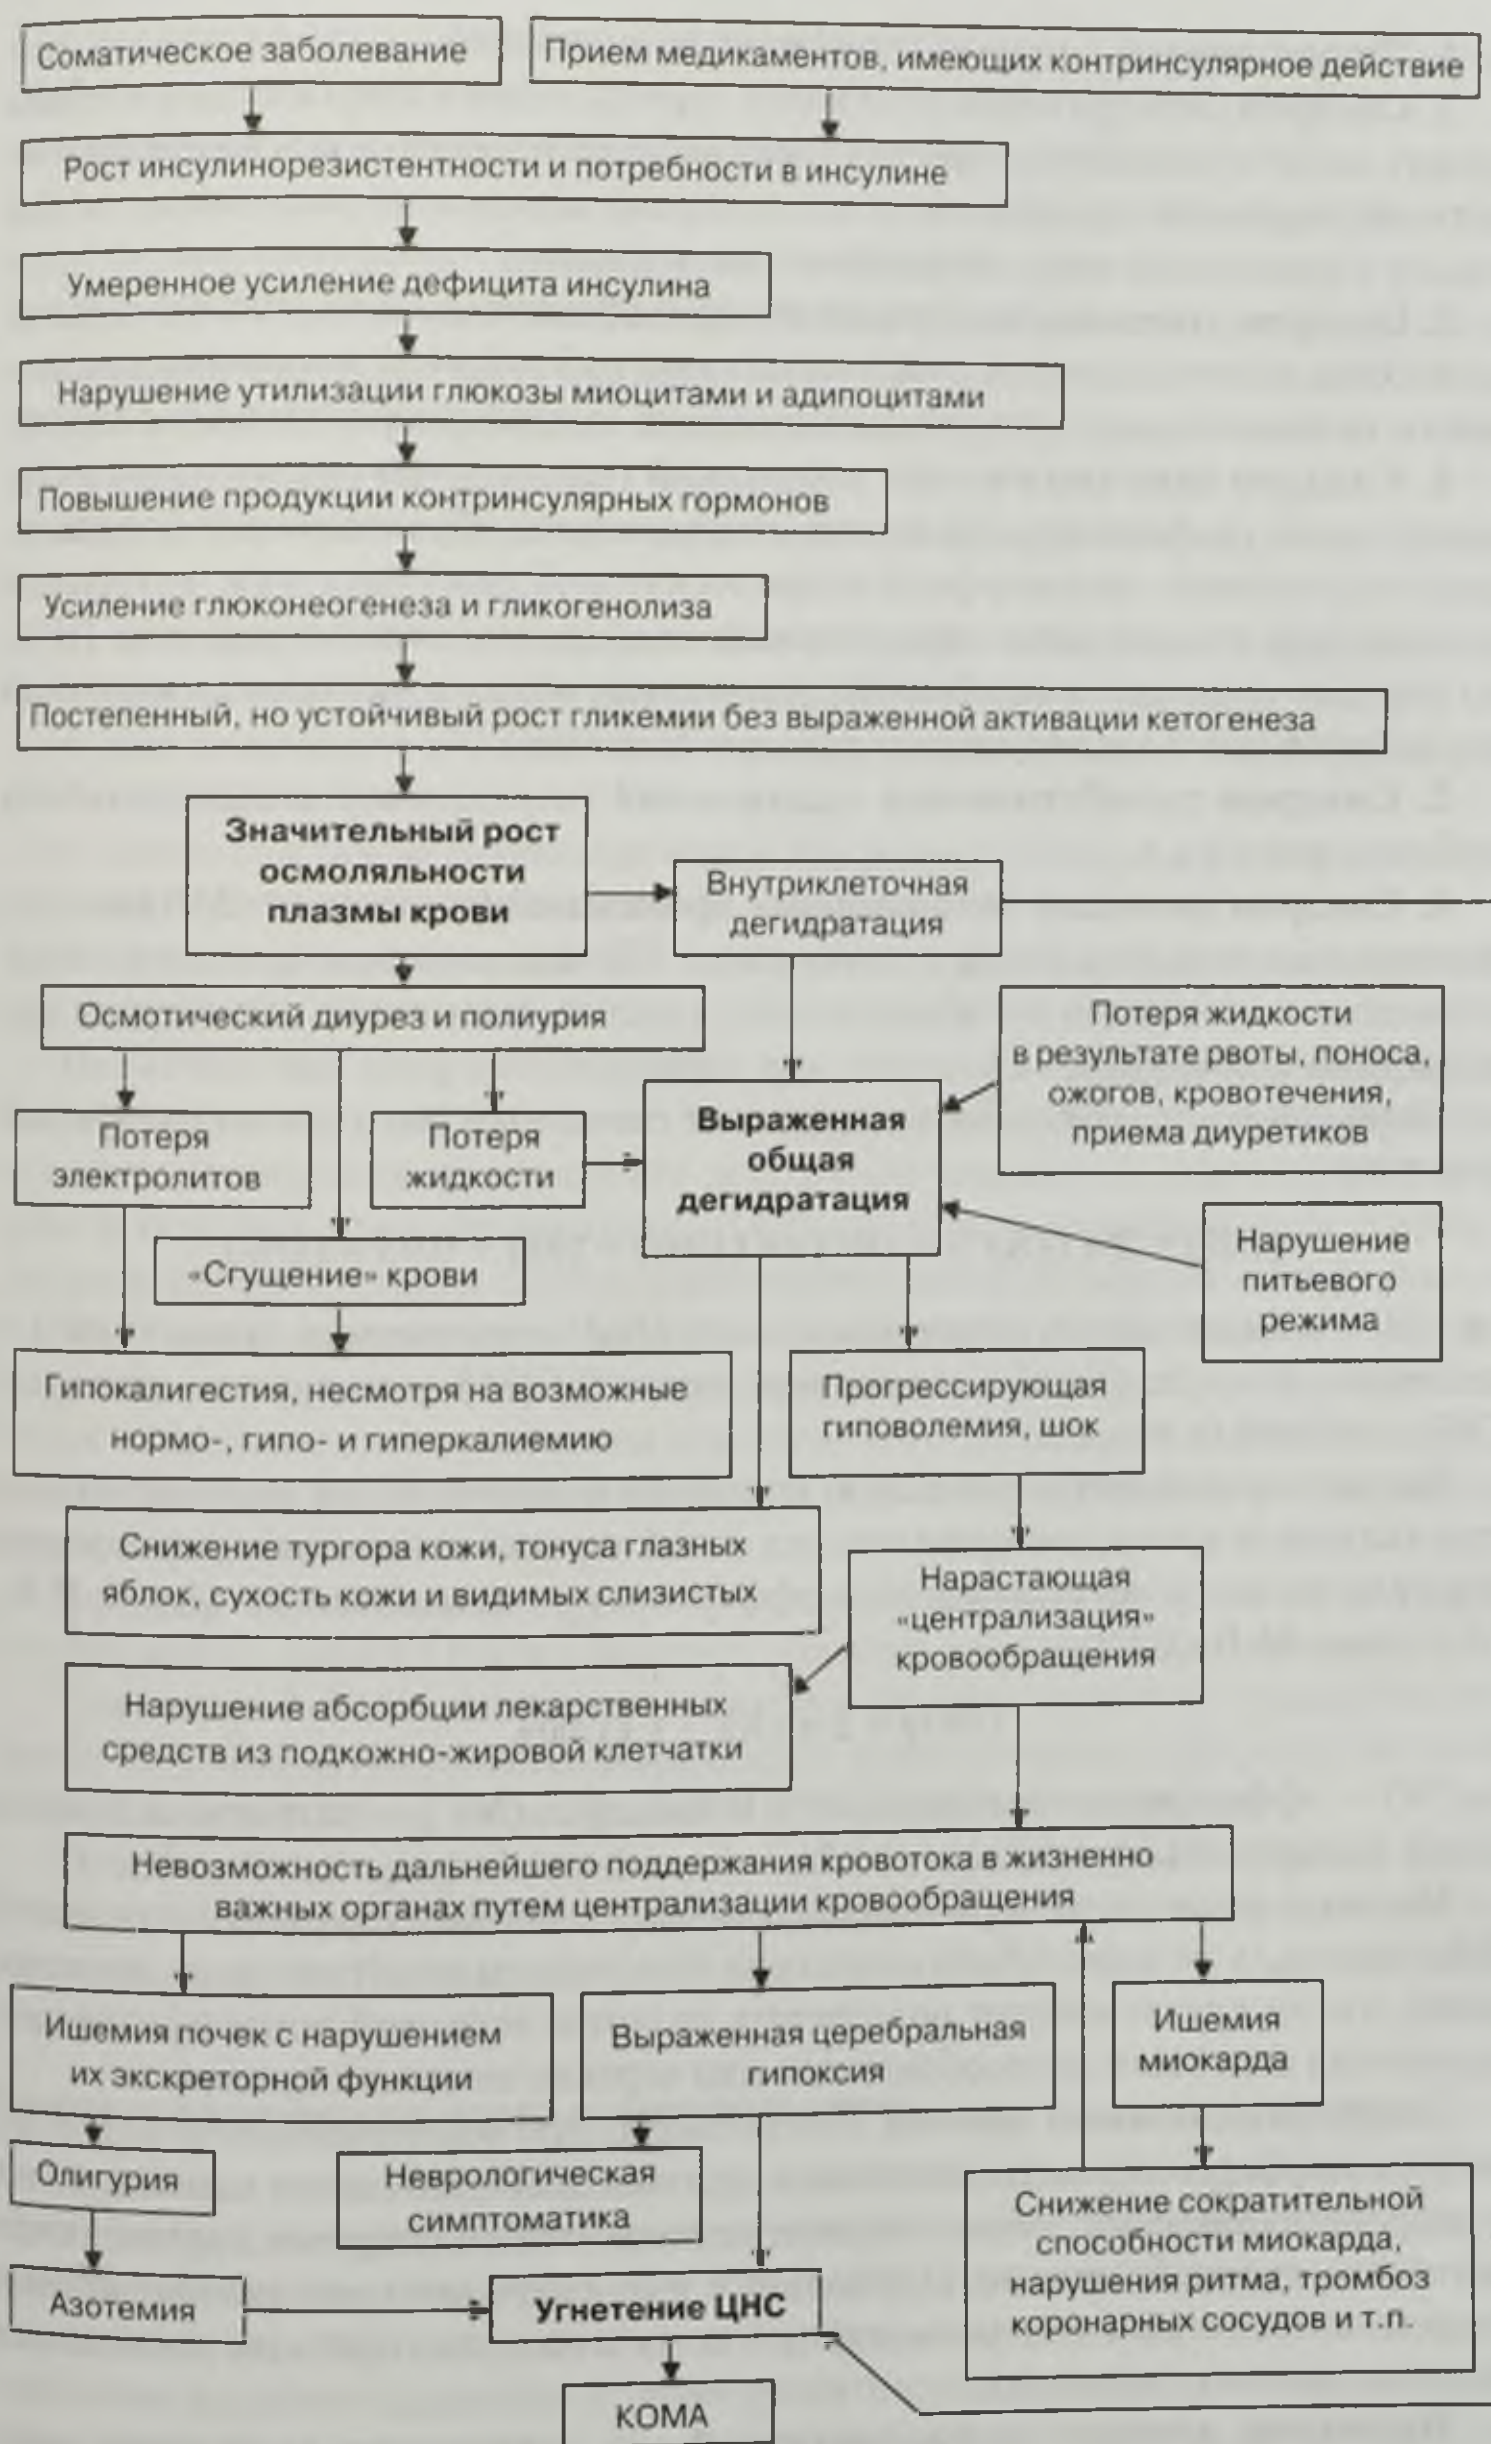 Соматическое заболевание
Прием медикаментов, имеющих контринсулярное действие
Рост инсулинорезистентности и потребности в инсулине
Умеренное усиление дефицита инсулина
Нарушение утилизации глюкозы миоцитами и адипоцитами
Повышение продукции контринсулярных гормонов
Усиление глюконеогенеза и гликогенолиза
Постепенный, но устойчивый рост гликемии без выраженной активации кетогенеза
Значительный рост
осмоляльности
плазмы крови
Внутриклеточная
дегидратация
Осмотический диурез и полиурия
Потеря жидкости
в результате рвоты, поноса,
ожогов, кровотечения,
приема диуретиков
Потеря
электролитов
Потеря
жидкости
Выраженная
общая
дегидратация
Нарушение
питьевого
режима
«Сгущение» крови
Гипокалигестия, несмотря на возможные
нормо-, гипо- и гиперкалиемию
Прогрессирующая
гиповолемия, шок
Снижение тургора кожи, тонуса глазных
яблок, сухость кожи и видимых слизистых
Нарастающая
«централизация»
кровообращения
Нарушение абсорбции лекарственных
средств из подкожно-жировой клетчатки
Невозможность дальнейшего поддержания кровотока в жизненно
важных органах путем централизации кровообращения
Ишемия почек с нарушением
их экскреторной функции
Выраженная церебральная
гипоксия
Ишемия
миокарда
Олигурия
Неврологическая
симптоматика
Снижение сократительной
способности миокарда,
нарушения ритма, тромбоз
коронарных сосудов и т.п.
Азотемия
Угнетение ЦНС
КОМА